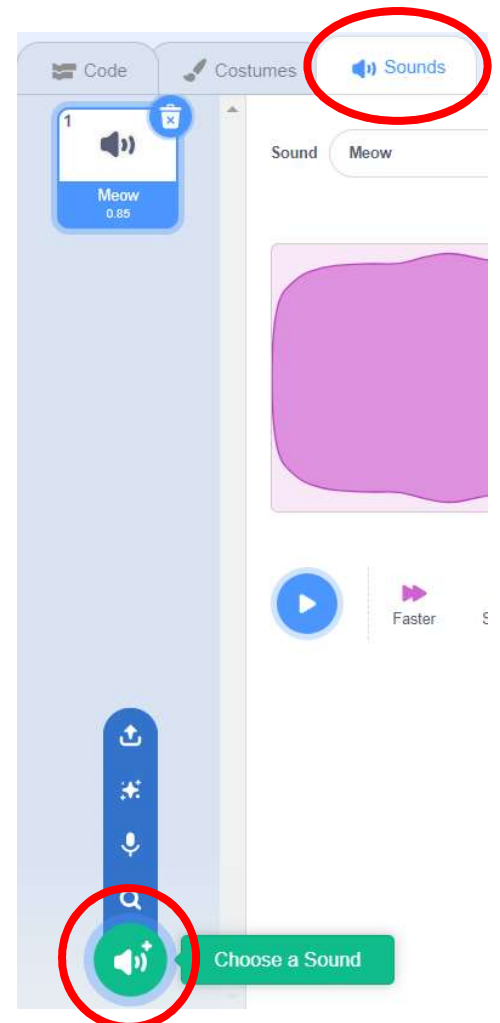 Code Costumes Sounds
1
Meow
0.85
Sound Meow
Faster S
Choose a Sound